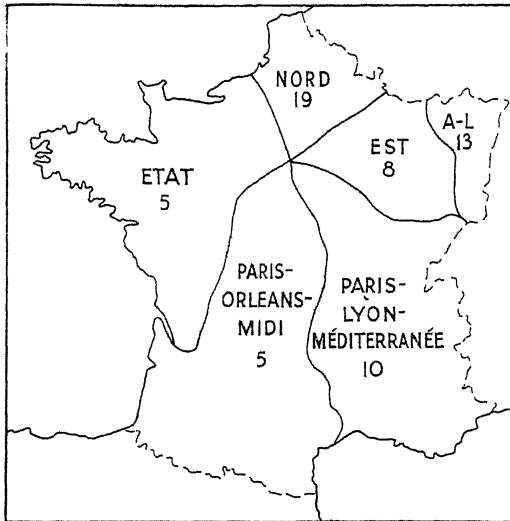 NORD
19
A-L
13
EST
8
ETAT
5
PARIS-
ORLEANS-
MIDI
5
PARIS-
LYON-
MÉDITERRANÉE
10